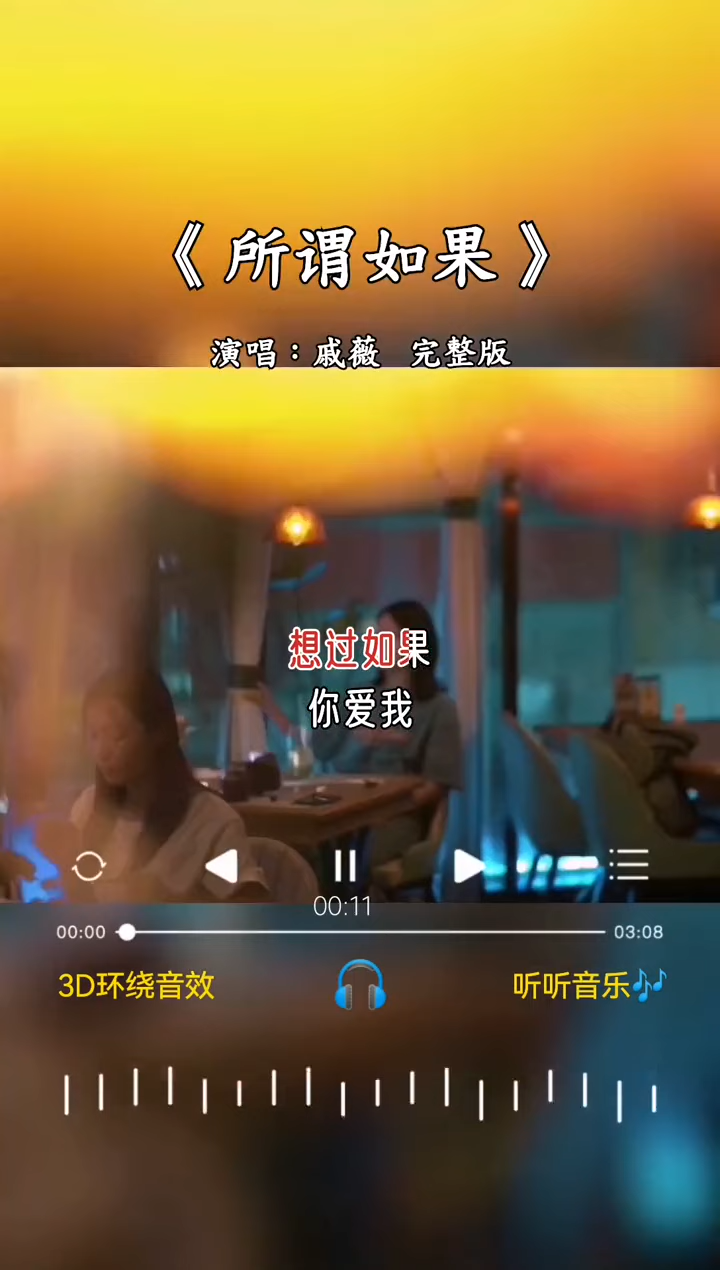 《所谓如果》
演唱：戚薇 完整版
想过如果
你爱我
00:11
00:00 03:08
3D环绕音效 听听音乐